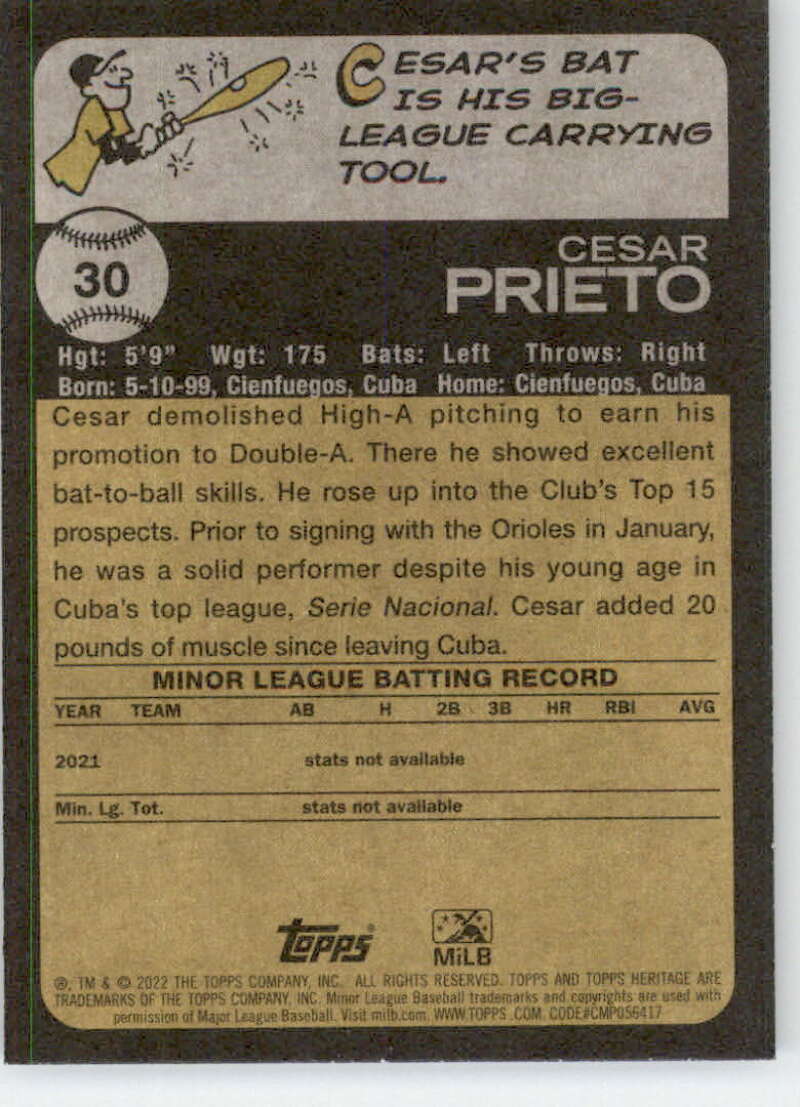 CESAR'S BAT
IS HIS BIG-
LEAGUE CARRYING
TOOL.
30
CESAR
PRIETO
Hgt: 5'9" Wgt: 175 Bats: Left Throws: Right
Born: 5-10-99, Cienfuegos, Cuba Home: Cienfuegos, Cuba
Cesar demolished High-A pitching to earn his
promotion to Double-A. There he showed excellent
bat-to-ball skills. He rose up into the Club's Top 15
prospects. Prior to signing with the Orioles in January,
he was a solid performer despite his young age in
Cuba's top league, Serie Nacional. Cesar added 20
pounds of muscle since leaving Cuba.
MINOR LEAGUE BATTING RECORD
YEAR TEAM AB H 2B 3B HR RBI AVG
2021 stats not available
Min. Lg. Tot. stats not available
topps
MiLB
®, TM & © 2022 THE TOPPS COMPANY, INC. ALL RIGHTS RESERVED. TOPPS AND TOPPS HERITAGE ARE
TRADEMARKS OF THE TOPPS COMPANY, INC. Minor League Baseball trademarks and copyrights are used with
permission of Major League Baseball. Visit milb.com. WWW.TOPPS.COM. CODE#CMP056417